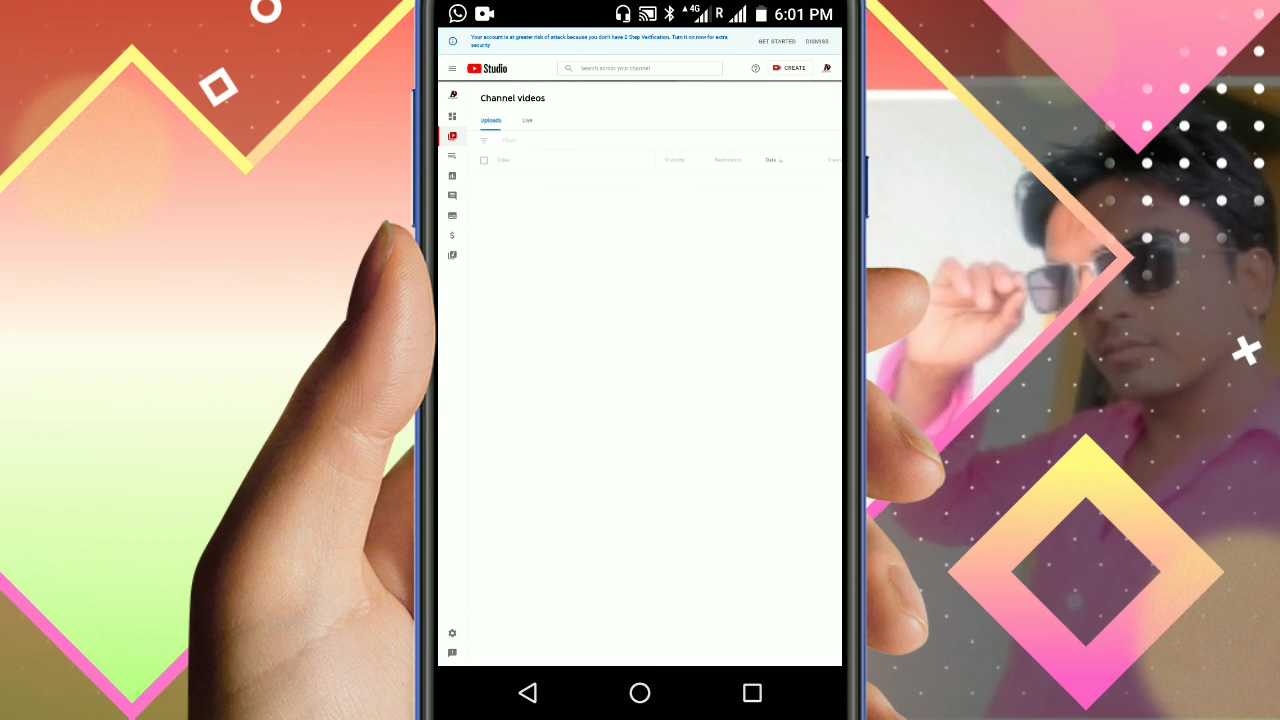 4G R 6:01 PM
Your account is at greater risk of attack because you don't have 2 Step Verification. Turn it on now for extra
security
GET STARTED DISMISS
Studio Search across your channel CREATE
Channel videos
Uploads Live
Filter
Video Visibility Restrictions Date Views